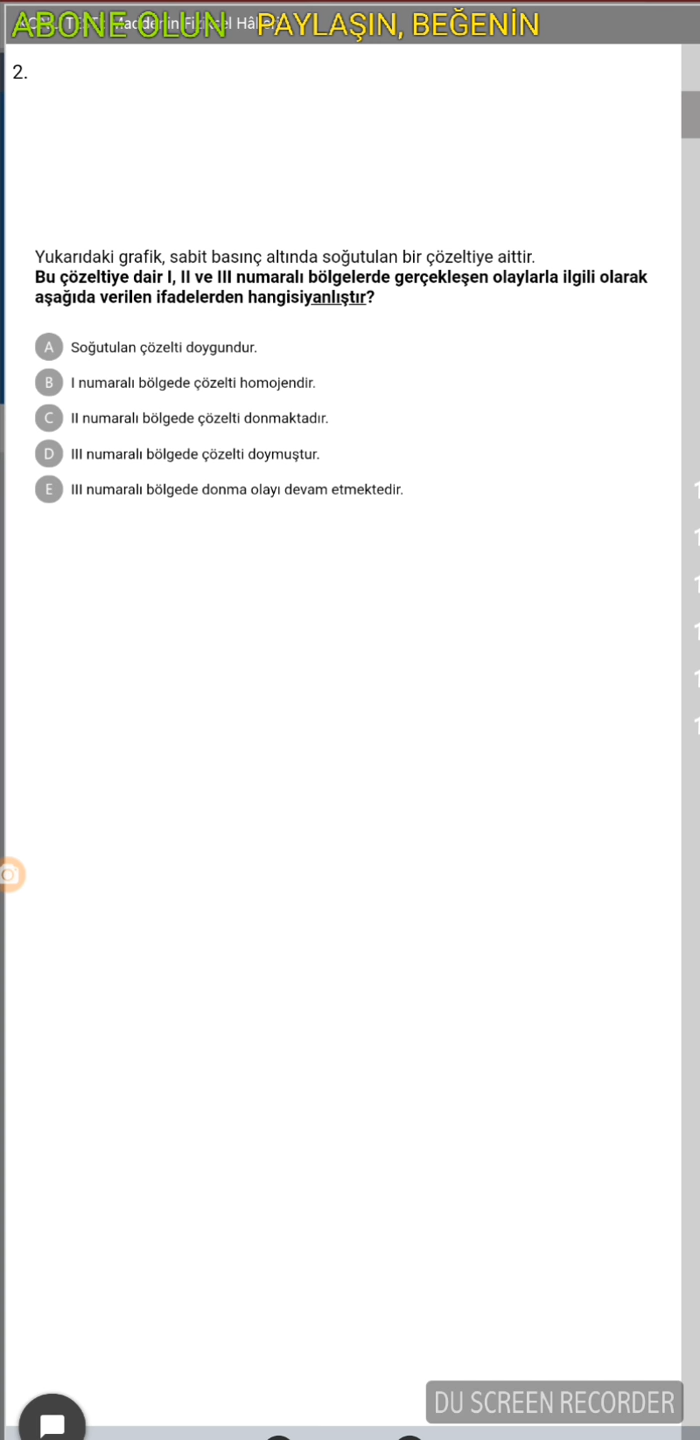 ABONE OLUN PAYLAŞIN, BEĞENİN
2.
Yukarıdaki grafik, sabit basınç altında soğutulan bir çözeltiye aittir.
Bu çözeltiye dair I, II ve III numaralı bölgelerde gerçekleşen olaylarla ilgili olarak
aşağıda verilen ifadelerden hangisiyanlıştır?
A Soğutulan çözelti doygundur.
B I numaralı bölgede çözelti homojendir.
C II numaralı bölgede çözelti donmaktadır.
D III numaralı bölgede çözelti doymuştur.
E III numaralı bölgede donma olayı devam etmektedir.
DU SCREEN RECORDER